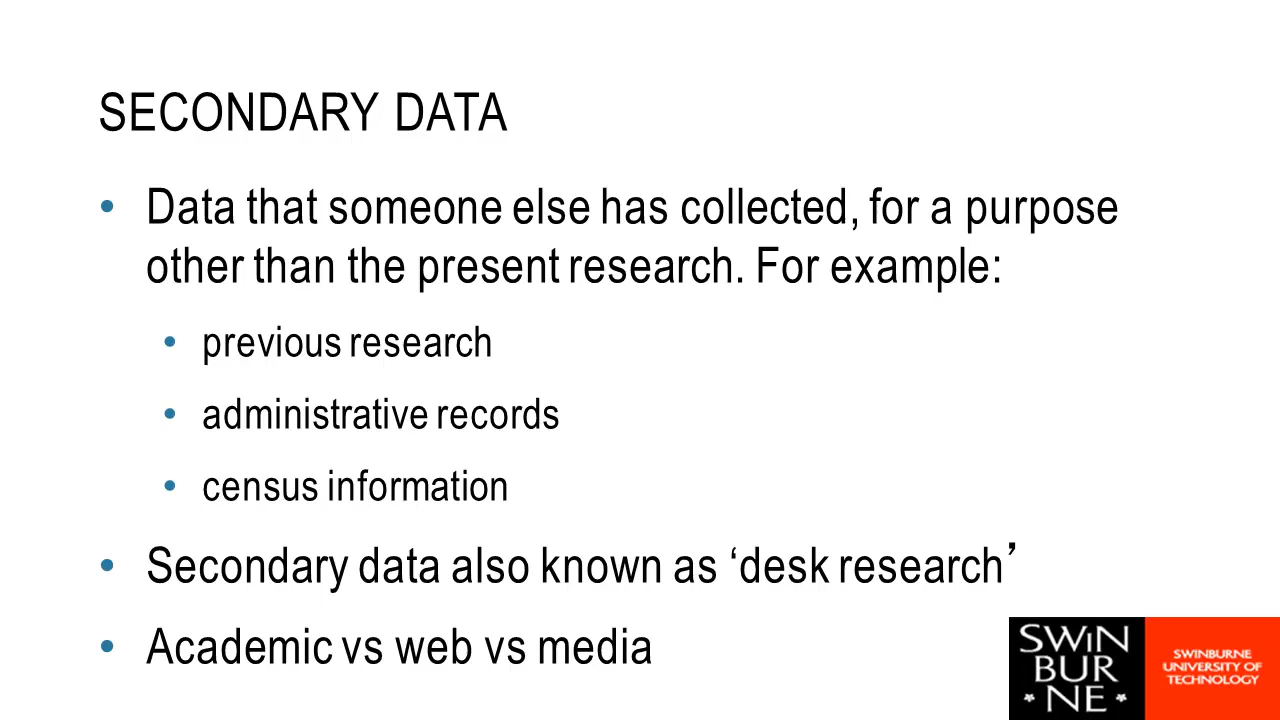 SECONDARY DATA
• Data that someone else has collected, for a purpose
other than the present research. For example:
• previous research
• administrative records
• census information
• Secondary data also known as ‘desk research’
• Academic vs web vs media
SWiN
BUR
* NE *
SWINBURNE
UNIVERSITY OF
TECHNOLOGY